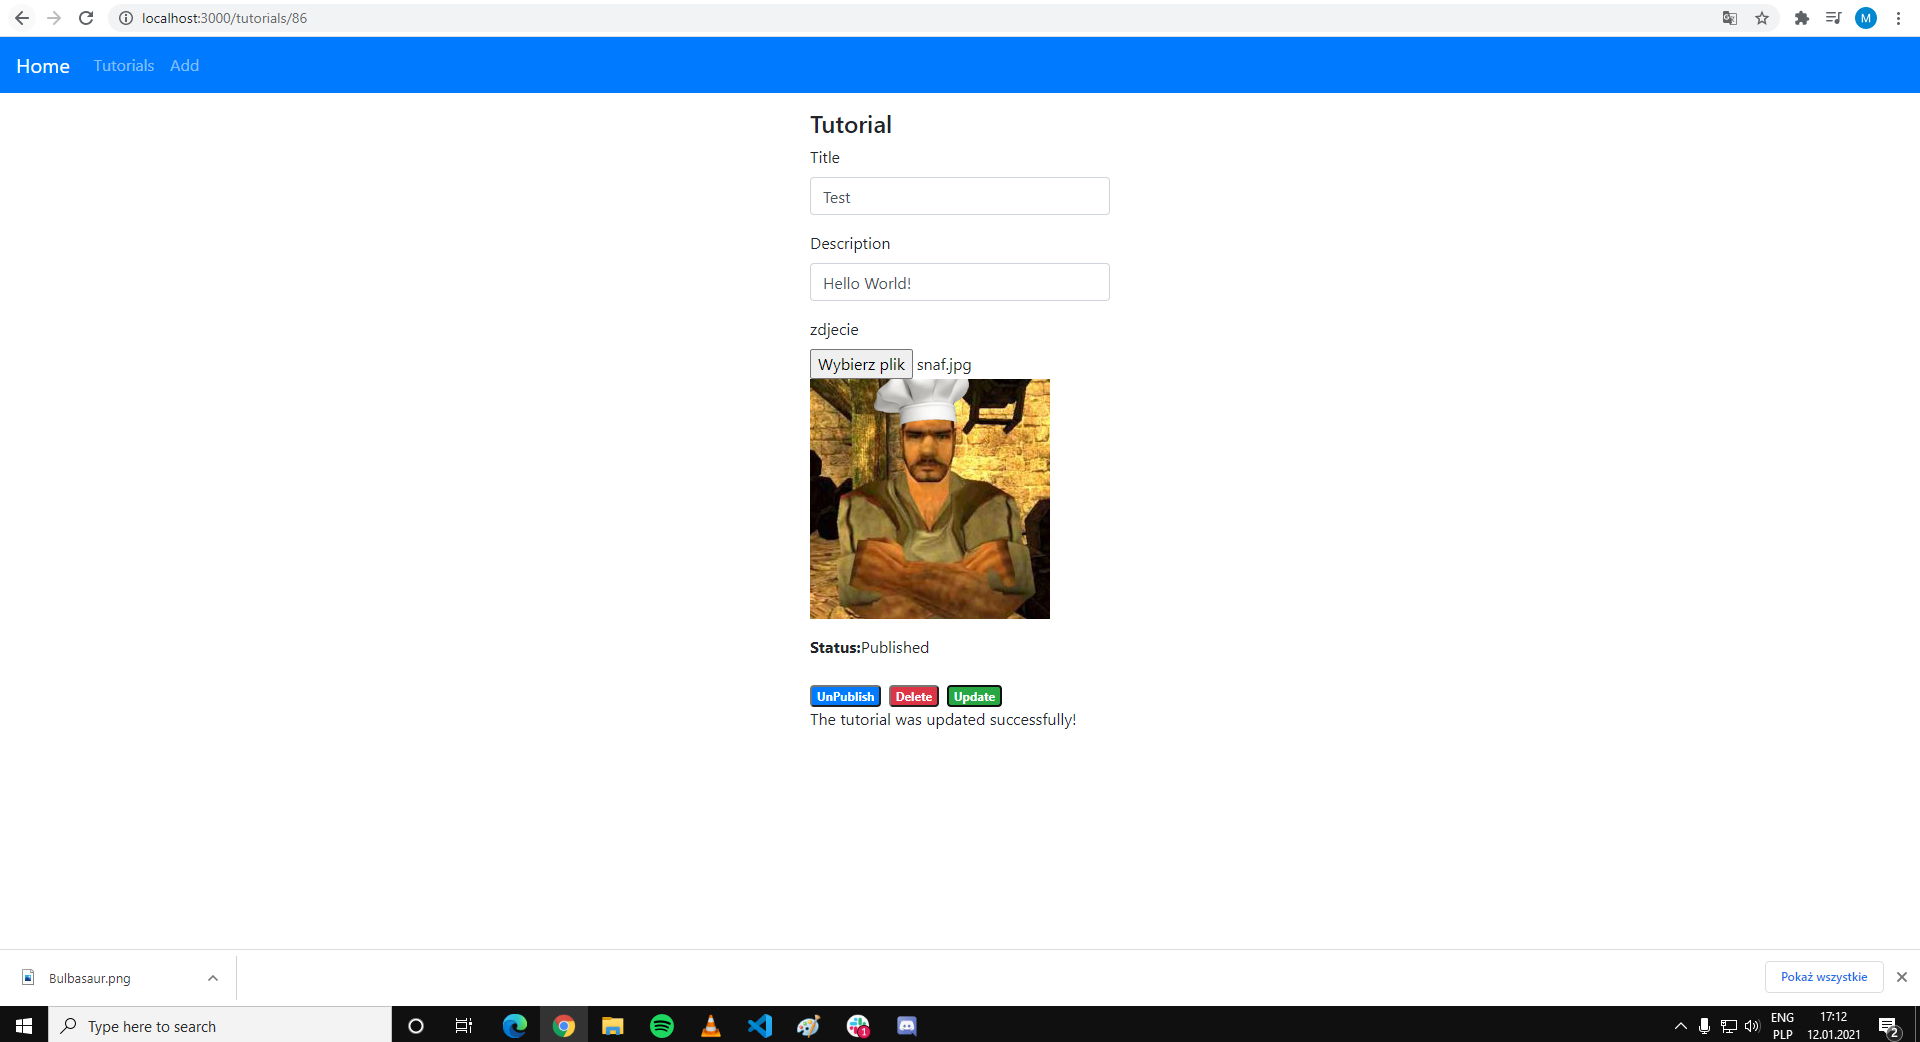 localhost:3000/tutorials/86
M
Home Tutorials Add
Tutorial
Title
Test
Description
Hello World!
zdjecie
Wybierz plik snaf.jpg
Status:Published
UnPublish Delete Update
The tutorial was updated successfully!
Bulbasaur.png
Pokaż wszystkie
Type here to search
1
ENG
PLP
17:12
12.01.2021
2